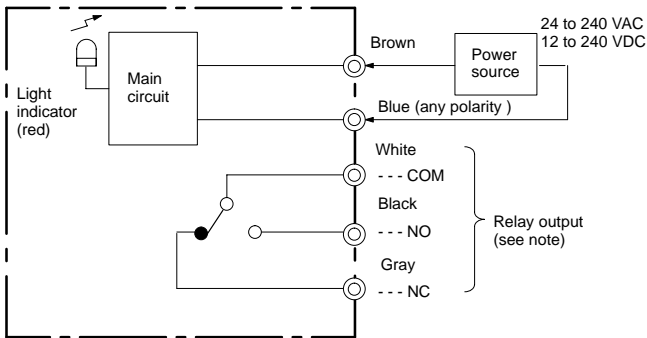 24 to 240 VAC
12 to 240 VDC
Brown
Power
source
Main
circuit
Light
indicator
(red)
Blue (any polarity )
White
- - - COM
Black
- - - NO
Relay output
(see note)
Gray
- - - NC